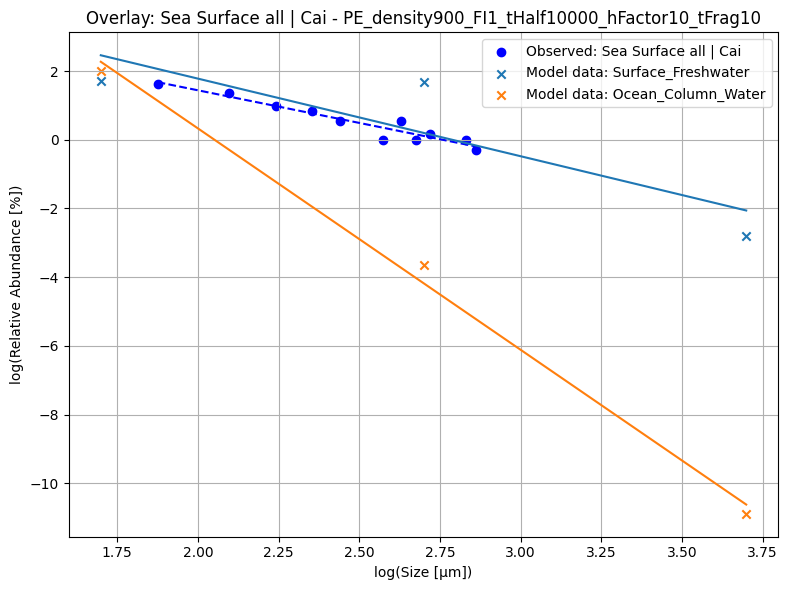 Overlay: Sea Surface all | Cai - PE_density900_FI1_tHalf10000_hFactor10_tFrag10
Observed: Sea Surface all | Cai
Model data: Surface_Freshwater
Model data: Ocean_Column_Water
log(Relative Abundance [%])
2
0
−2
−4
−6
−8
−10
1.75
2.00
2.25
2.50
2.75
3.00
3.25
3.50
3.75
log(Size [μm])